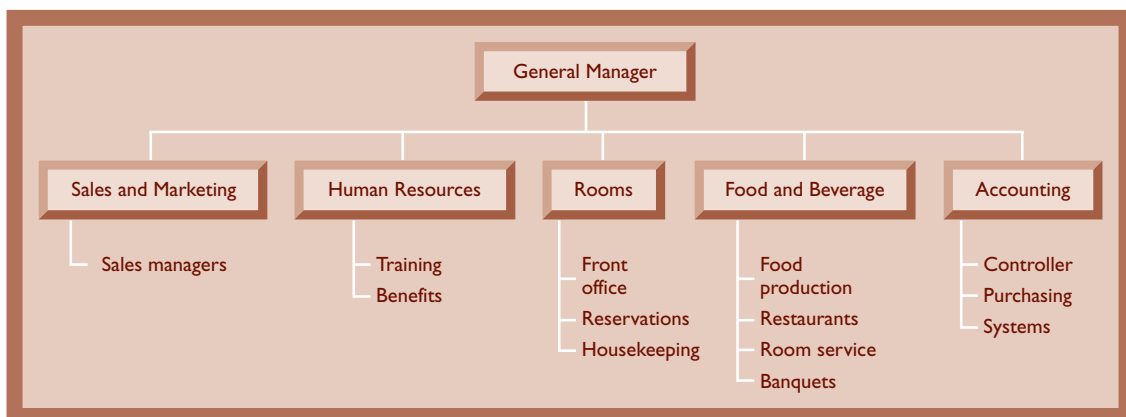 General Manager
Sales and Marketing
Human Resources
Rooms
Food and Beverage
Accounting
Sales managers
Training
Benefits
Front
office
Reservations
Housekeeping
Food
production
Restaurants
Room service
Banquets
Controller
Purchasing
Systems